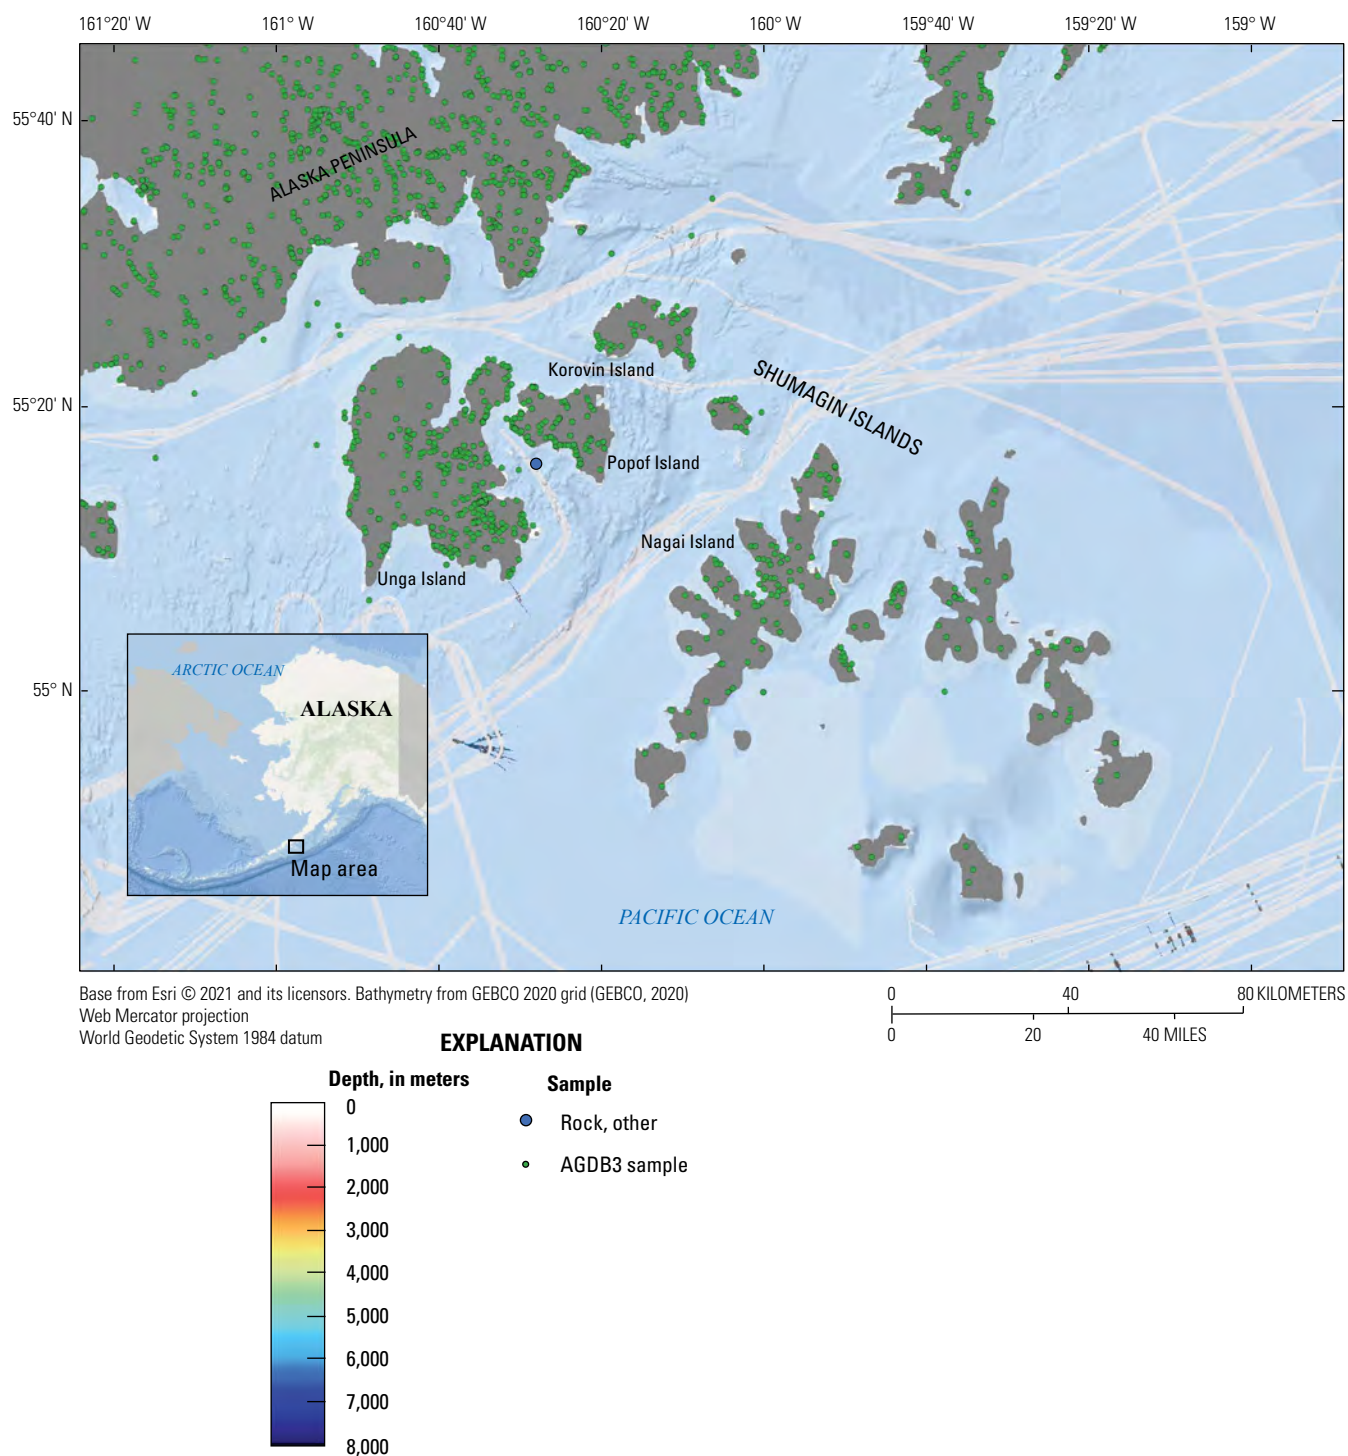 161°20' W 161° W 160°40' W 160°20' W 160° W 159°40' W 159°20' W 159° W
55°40' N
ALASKA PENINSULA
Korovin Island
SHUMAGIN ISLANDS
55°20' N
Popof Island
Nagai Island
Unga Island
55° N
ARCTIC OCEAN
ALASKA
Map area
PACIFIC OCEAN
Base from Esri © 2021 and its licensors. Bathymetry from GEBCO 2020 grid (GEBCO, 2020)
Web Mercator projection
World Geodetic System 1984 datum
0 40 80 KILOMETERS
0 20 40 MILES
EXPLANATION
Depth, in meters
0
1,000
2,000
3,000
4,000
5,000
6,000
7,000
8,000
Sample
Rock, other
AGDB3 sample